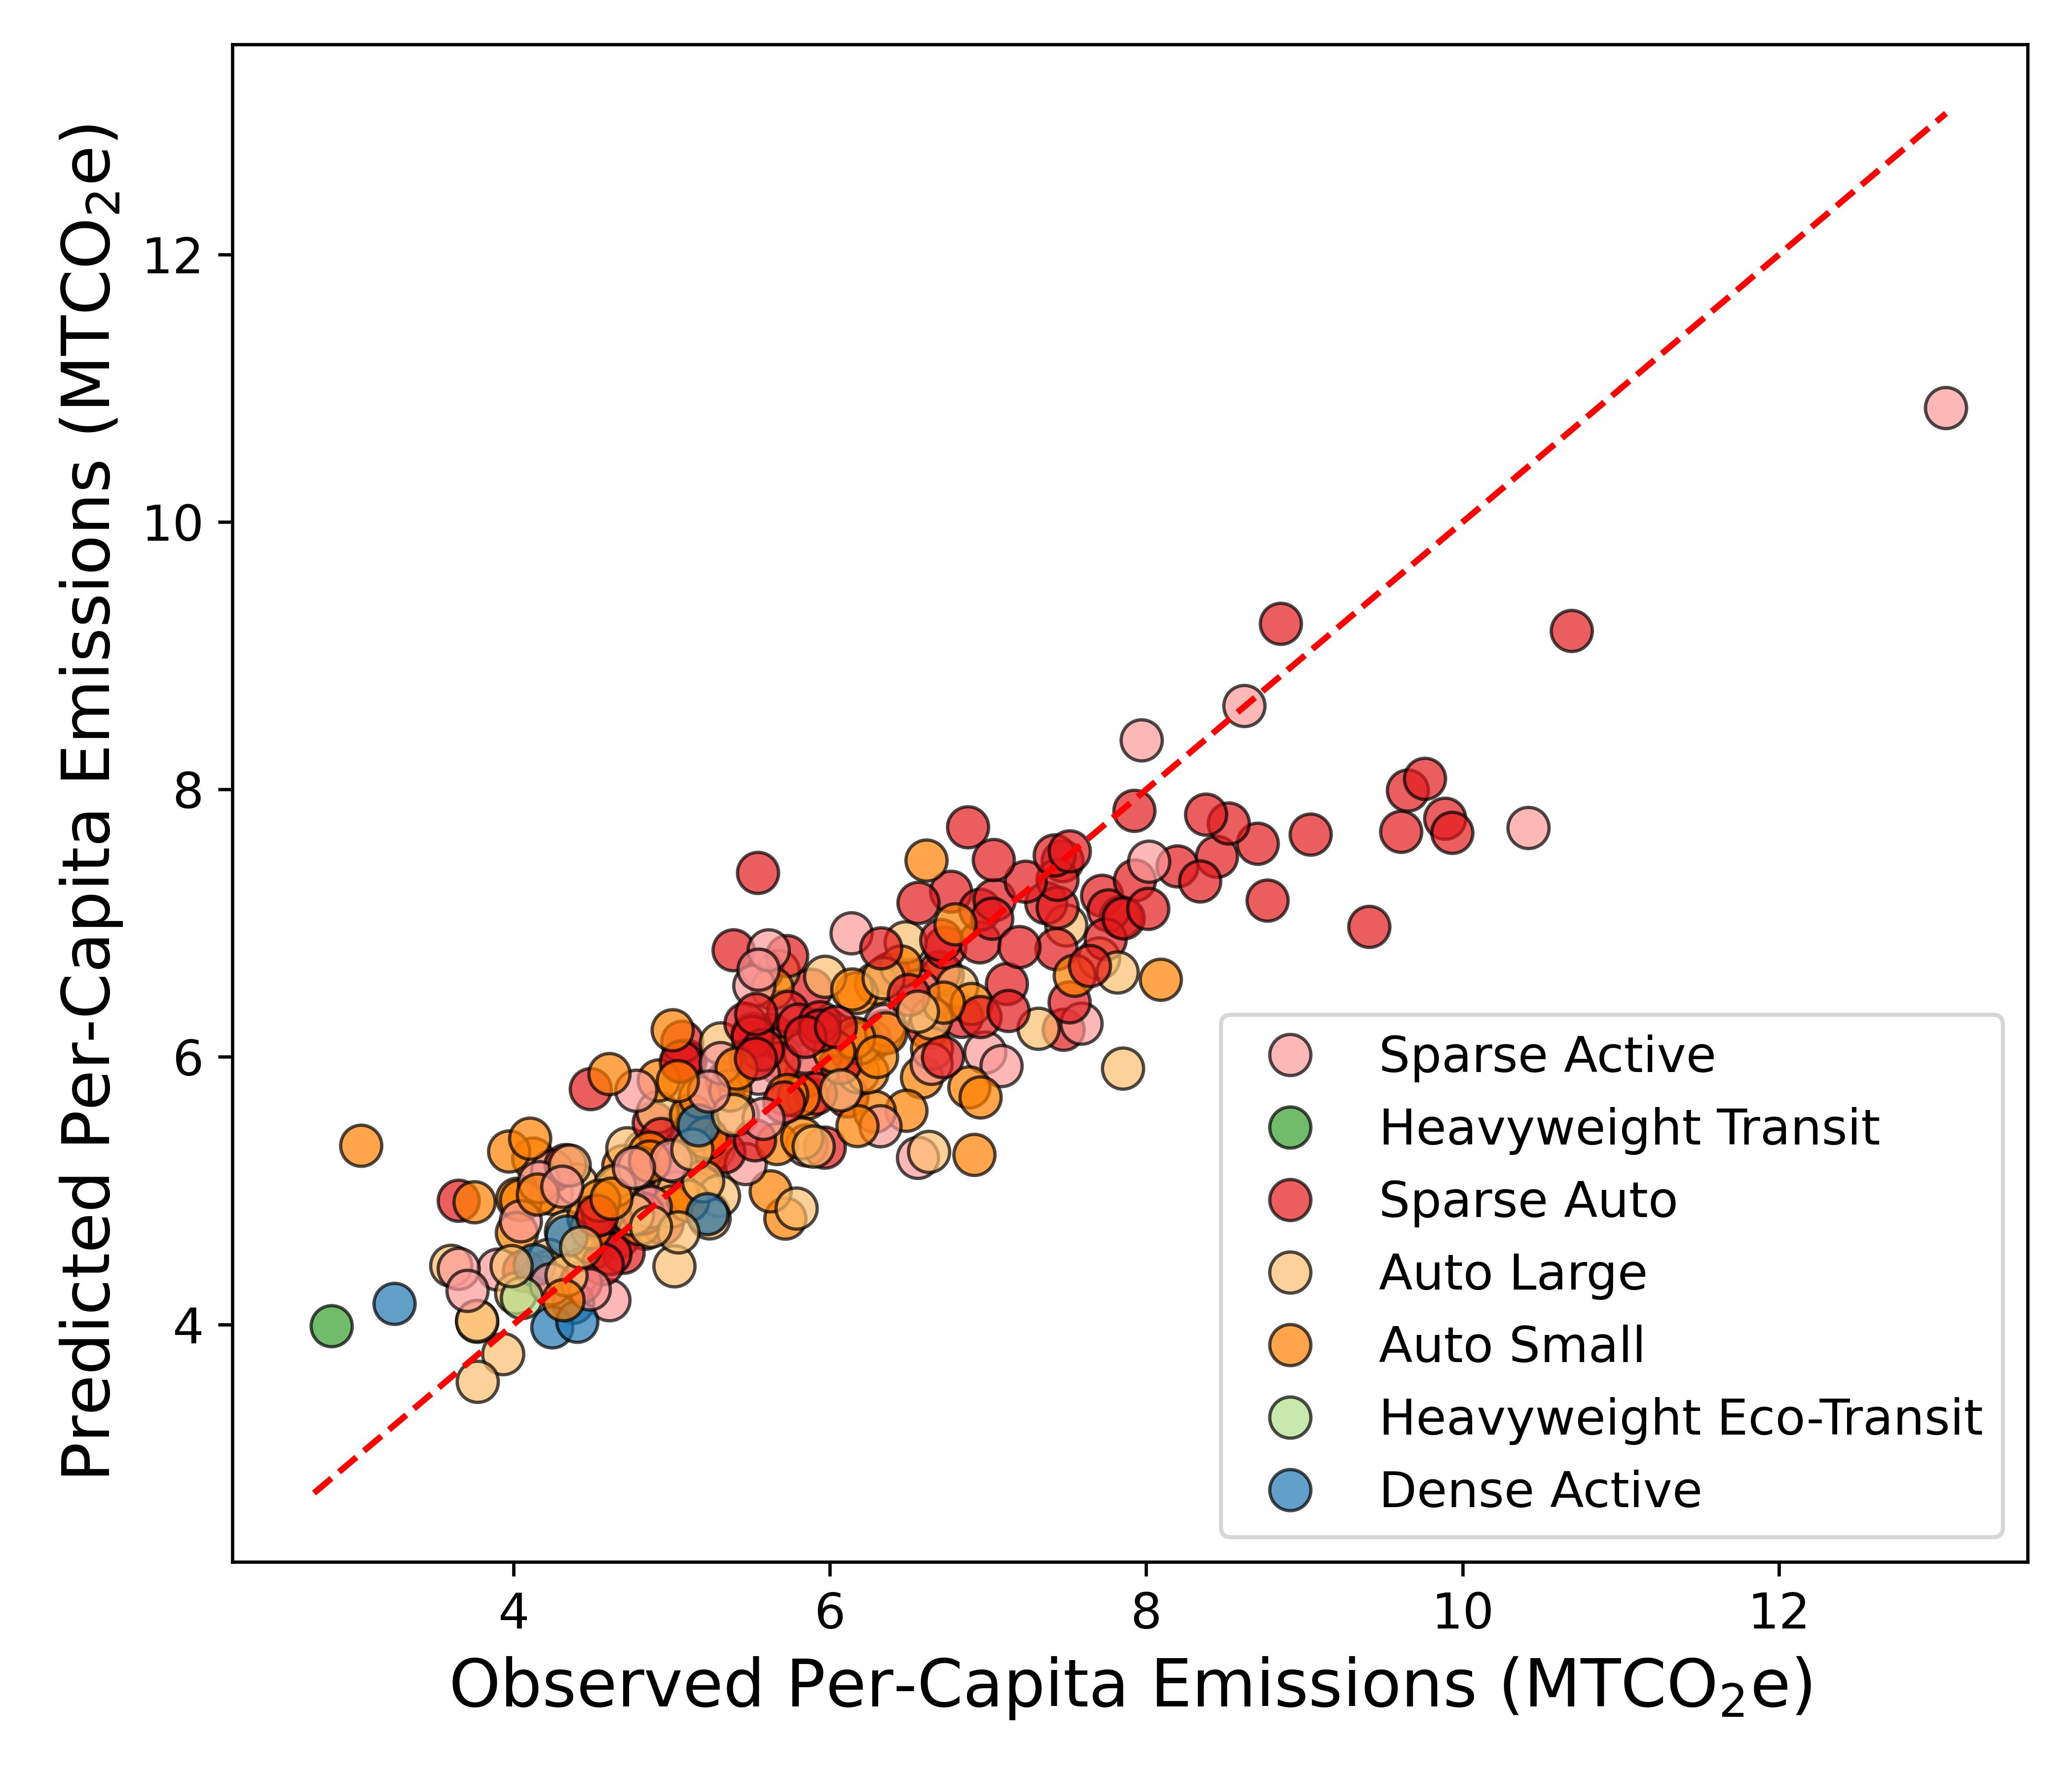 Predicted Per-Capita Emissions (MTCO₂e)
12
10
8
6
4
Sparse Active
Heavyweight Transit
Sparse Auto
Auto Large
Auto Small
Heavyweight Eco-Transit
Dense Active
4 6 8 10 12
Observed Per-Capita Emissions (MTCO₂e)